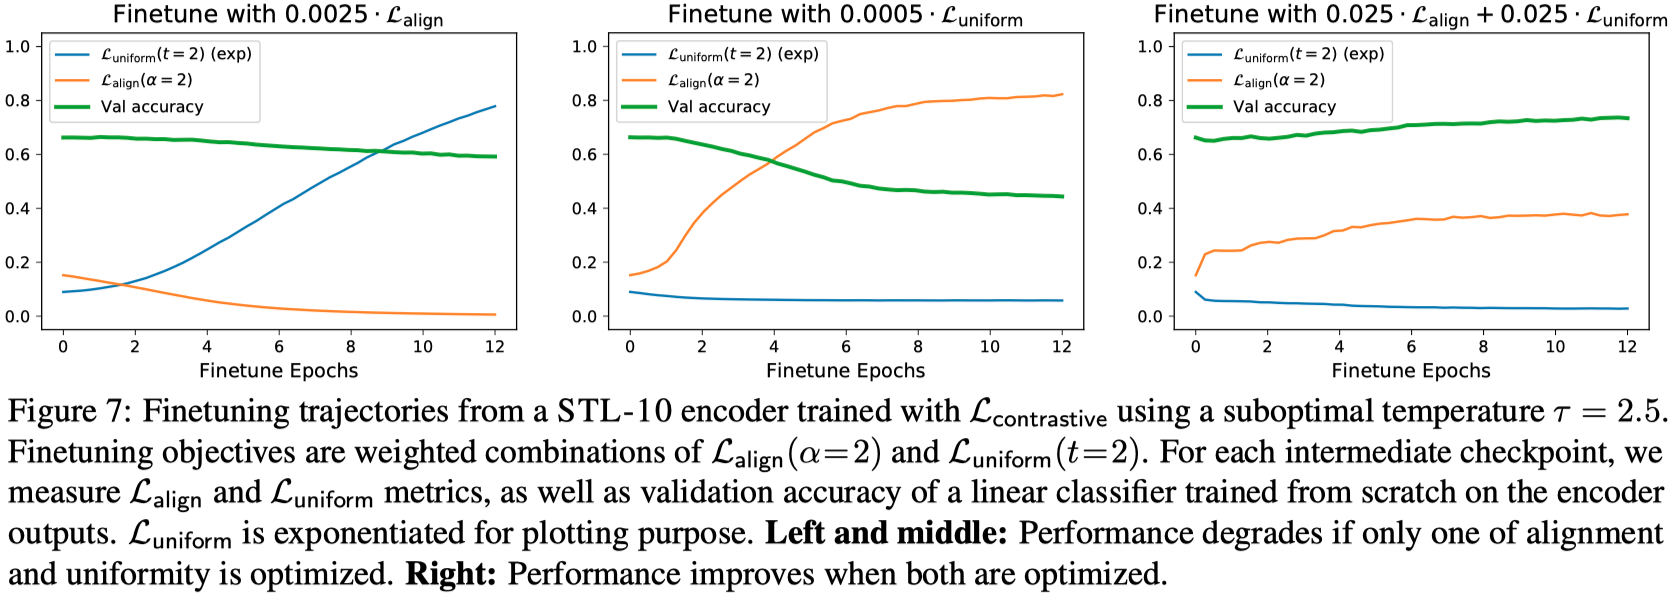 Finetune with 0.0025 · ℒalign
1.0
0.8
0.6
0.4
0.2
0.0
ℒuniform(t = 2) (exp)
ℒalign(α = 2)
Val accuracy
0 2 4 6 8 10 12
Finetune Epochs
Finetune with 0.0005 · ℒuniform
1.0
0.8
0.6
0.4
0.2
0.0
ℒuniform(t = 2) (exp)
ℒalign(α = 2)
Val accuracy
0 2 4 6 8 10 12
Finetune Epochs
Finetune with 0.025 · ℒalign + 0.025 · ℒuniform
1.0
0.8
0.6
0.4
0.2
0.0
ℒuniform(t = 2) (exp)
ℒalign(α = 2)
Val accuracy
0 2 4 6 8 10 12
Finetune Epochs
Figure 7: Finetuning trajectories from a STL-10 encoder trained with ℒcontrastive using a suboptimal temperature τ = 2.5.
Finetuning objectives are weighted combinations of ℒalign(α=2) and ℒuniform(t=2). For each intermediate checkpoint, we
measure ℒalign and ℒuniform metrics, as well as validation accuracy of a linear classifier trained from scratch on the encoder
outputs. ℒuniform is exponentiated for plotting purpose. Left and middle: Performance degrades if only one of alignment
and uniformity is optimized. Right: Performance improves when both are optimized.